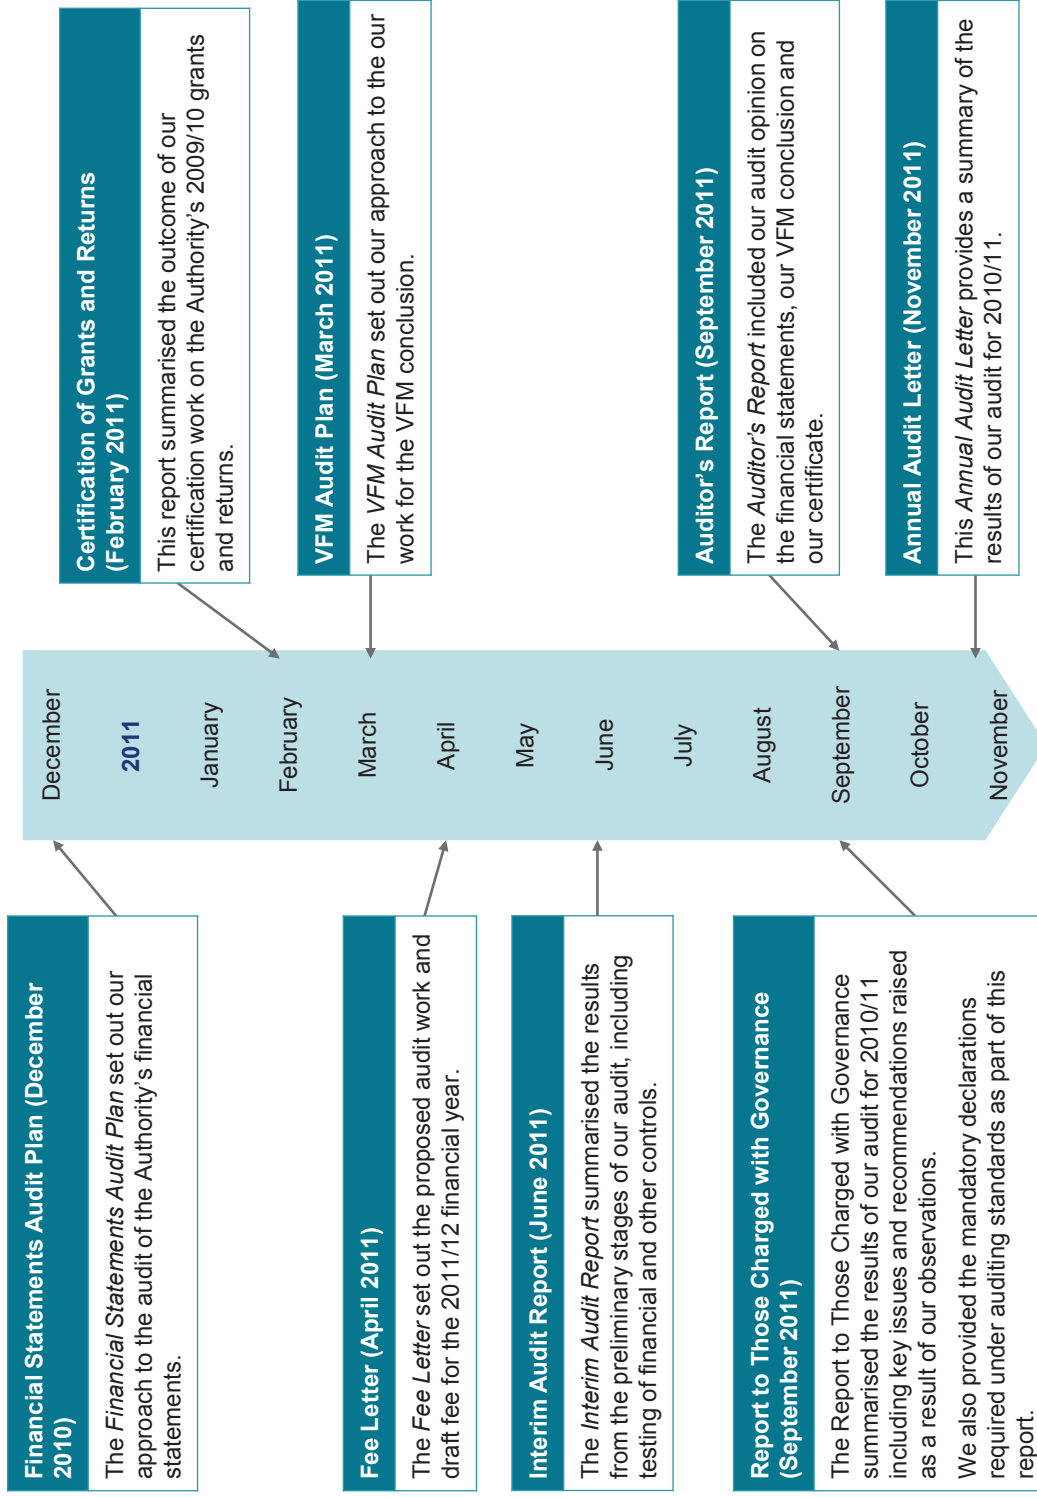 Financial Statements Audit Plan (December
2010)
The Financial Statements Audit Plan set out our
approach to the audit of the Authority’s financial
statements.
Fee Letter (April 2011)
The Fee Letter set out the proposed audit work and
draft fee for the 2011/12 financial year.
Interim Audit Report (June 2011)
The Interim Audit Report summarised the results
from the preliminary stages of our audit, including
testing of financial and other controls.
Report to Those Charged with Governance
(September 2011)
The Report to Those Charged with Governance
summarised the results of our audit for 2010/11
including key issues and recommendations raised
as a result of our observations.
We also provided the mandatory declarations
required under auditing standards as part of this
report.
December
2011
January
February
March
April
May
June
July
August
September
October
November
Certification of Grants and Returns
(February 2011)
This report summarised the outcome of our
certification work on the Authority’s 2009/10 grants
and returns.
VFM Audit Plan (March 2011)
The VFM Audit Plan set out our approach to the our
work for the VFM conclusion.
Auditor’s Report (September 2011)
The Auditor’s Report included our audit opinion on
the financial statements, our VFM conclusion and
our certificate.
Annual Audit Letter (November 2011)
This Annual Audit Letter provides a summary of the
results of our audit for 2010/11.